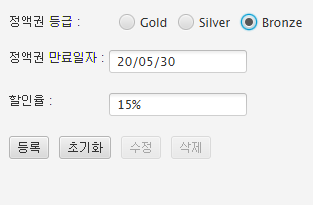 정액권 등급 : Gold Silver Bronze
정액권 만료일자 : 20/05/30
할인율 : 15%
등록 초기화 수정 삭제